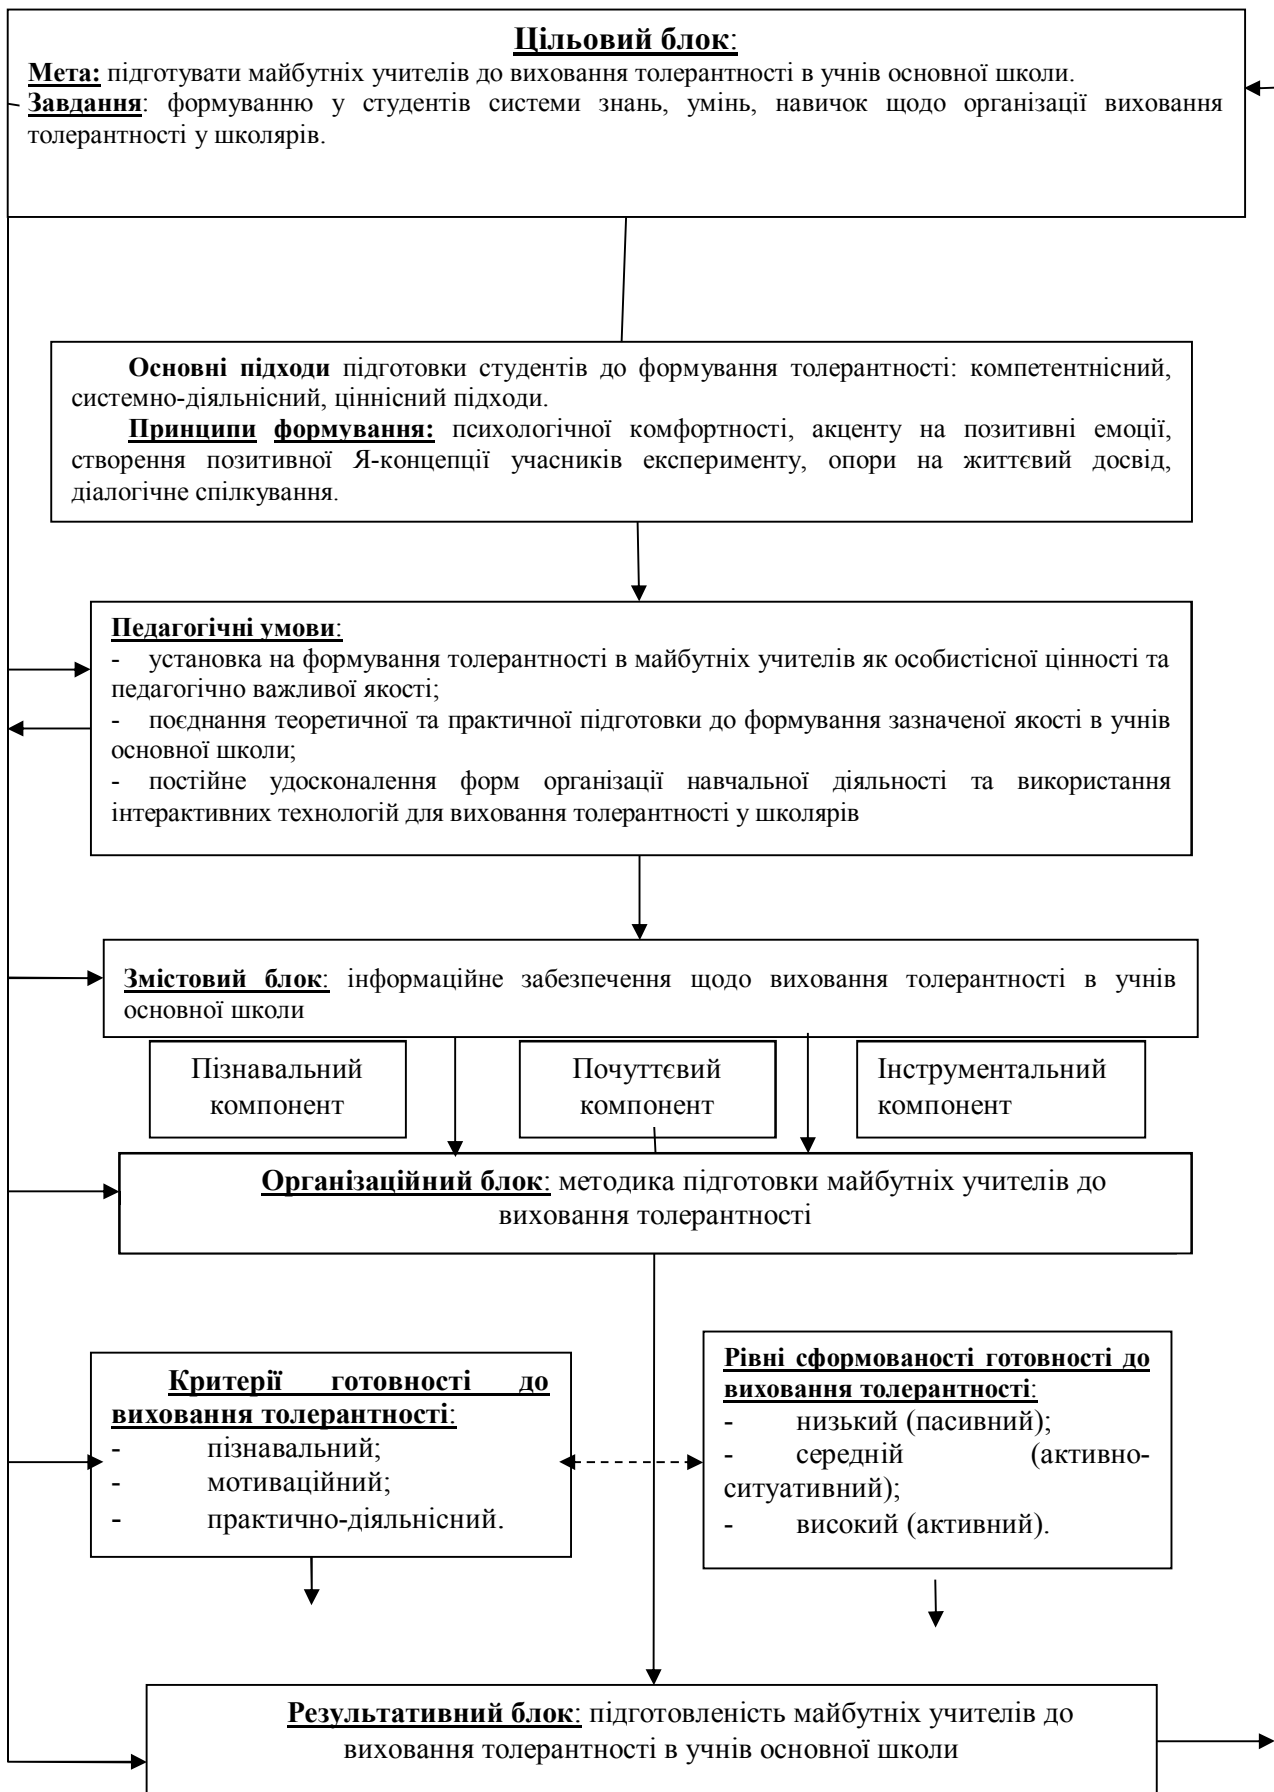 Цільовий блок:
Мета: підготувати майбутніх учителів до виховання толерантності в учнів основної школи.
Завдання: формуванню у студентів системи знань, умінь, навичок щодо організації виховання
толерантності у школярів.
Основні підходи підготовки студентів до формування толерантності: компетентнісний,
системно-діяльнісний, ціннісний підходи.
Принципи формування: психологічної комфортності, акценту на позитивні емоції,
створення позитивної Я-концепції учасників експерименту, опори на життєвий досвід,
діалогічне спілкування.
Педагогічні умови:
- установка на формування толерантності в майбутніх учителів як особистісної цінності та
педагогічно важливої якості;
- поєднання теоретичної та практичної підготовки до формування зазначеної якості в учнів
основної школи;
- постійне удосконалення форм організації навчальної діяльності та використання
інтерактивних технологій для виховання толерантності у школярів
Змістовий блок: інформаційне забезпечення щодо виховання толерантності в учнів
основної школи
Пізнавальний
компонент
Почуттєвий
компонент
Інструментальний
компонент
Організаційний блок: методика підготовки майбутніх учителів до
виховання толерантності
Критерії готовності до
виховання толерантності:
- пізнавальний;
- мотиваційний;
- практично-діяльнісний.
Рівні сформованості готовності до
виховання толерантності:
- низький (пасивний);
- середній (активно-
ситуативний);
- високий (активний).
Результативний блок: підготовленість майбутніх учителів до
виховання толерантності в учнів основної школи